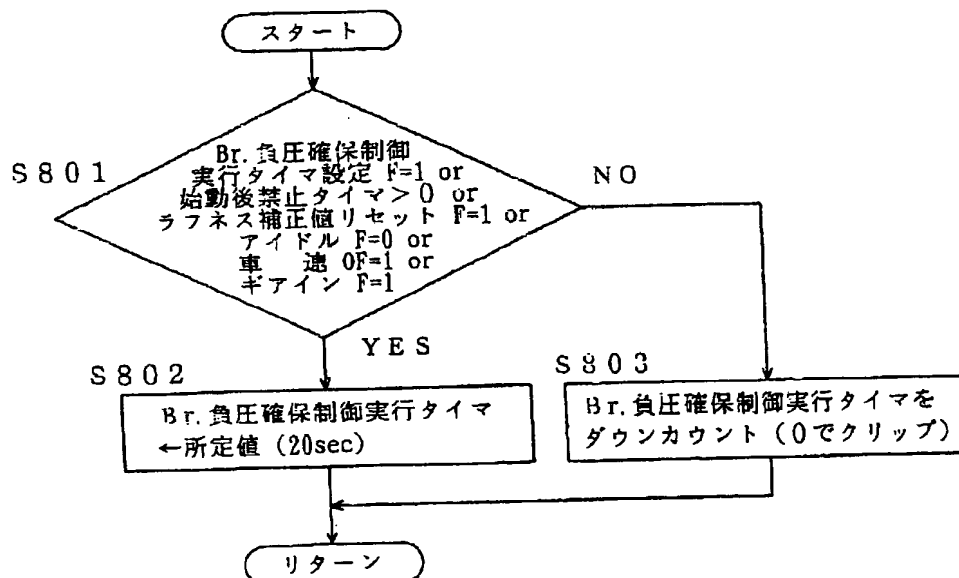 スタート
S801
Br.負圧確保制御
実行タイマ設定 F=1 or
始動後禁止タイマ>0 or
ラフネス補正値リセット F=1 or
アイドル F=0 or
車 速 0F=1 or
ギアイン F=1
NO
YES
S802
Br.負圧確保制御実行タイマ
←所定値(20sec)
S803
Br.負圧確保制御実行タイマを
ダウンカウント(0でクリップ)
リターン